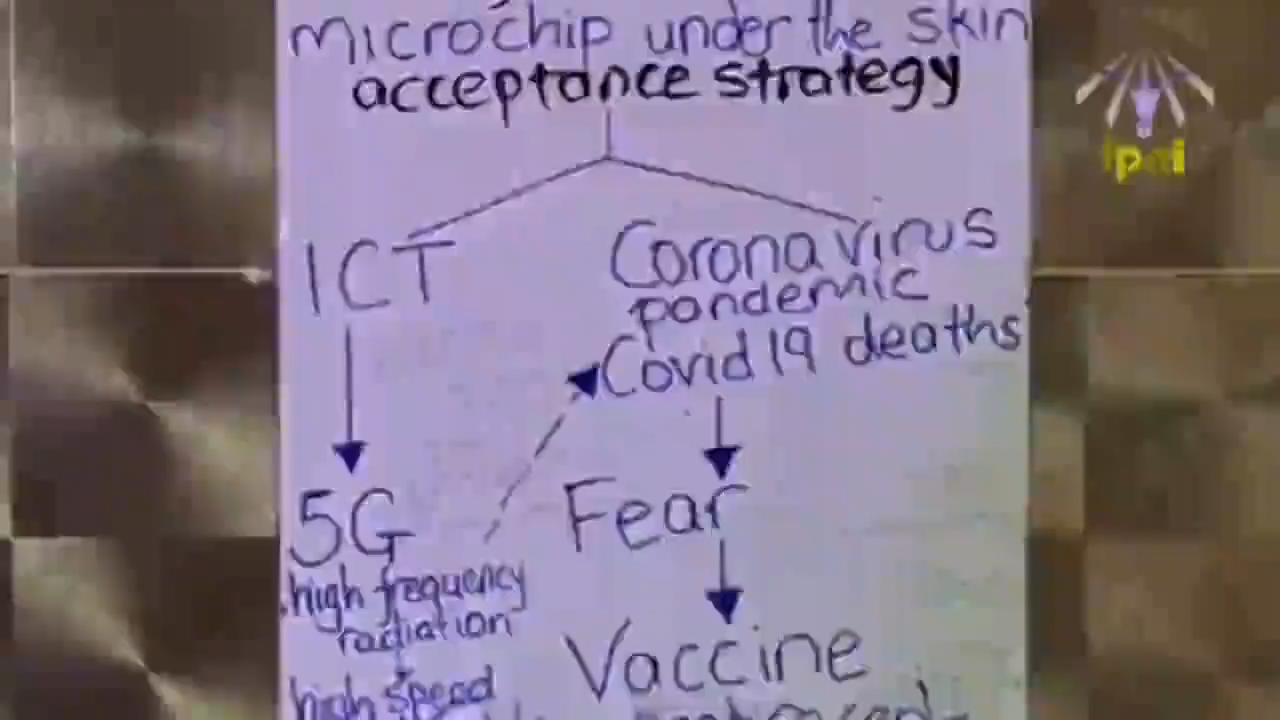 microchip under the skin
acceptance strategy
ICT
Coronavirus
pandemic
Covid 19 deaths
5G
high frequency
radiation
high speed
Fear
Vaccine